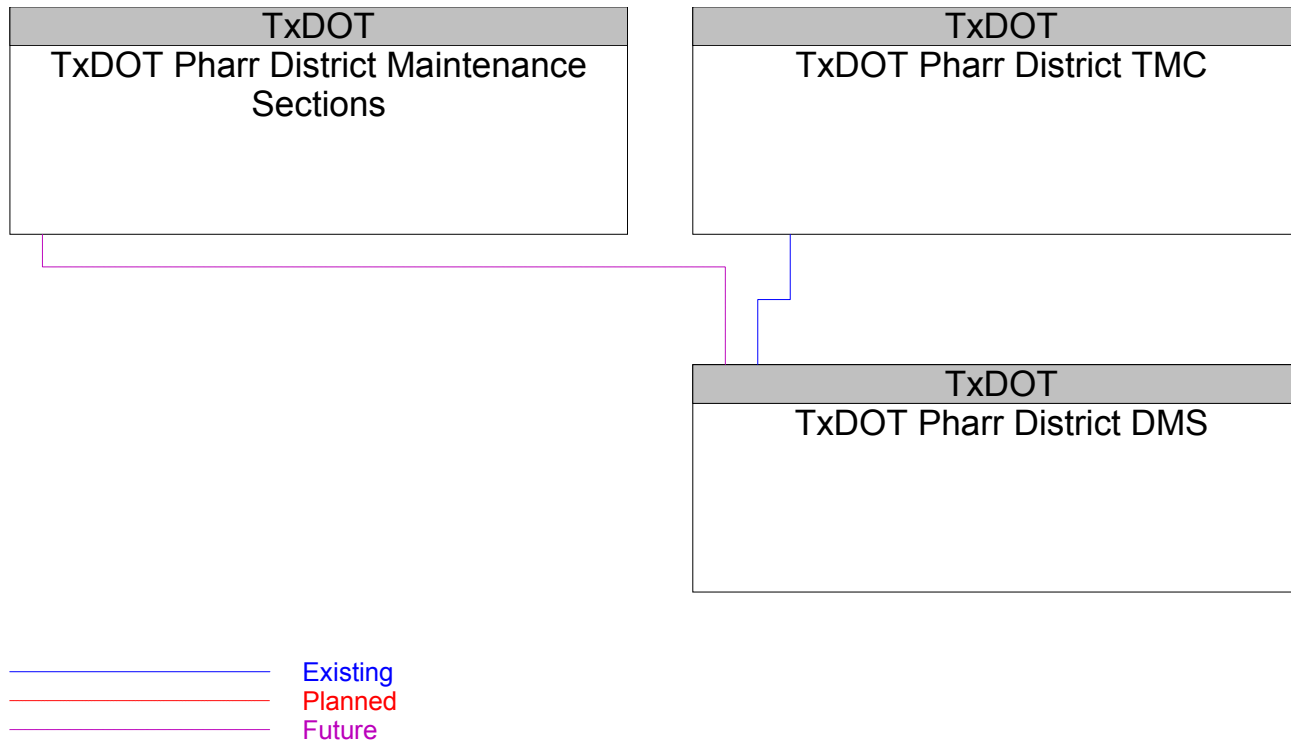 TxDOT
TxDOT Pharr District Maintenance
Sections
TxDOT
TxDOT Pharr District TMC
TxDOT
TxDOT Pharr District DMS
Existing
Planned
Future